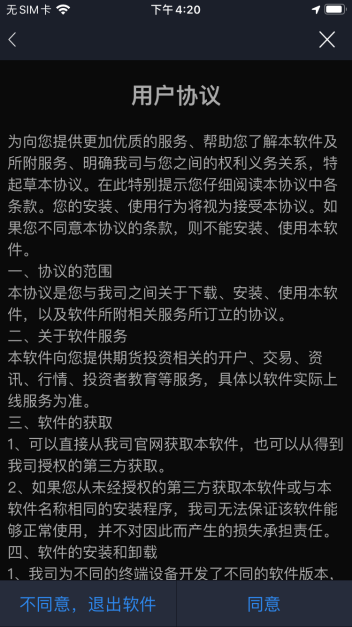 无SIM卡 下午4:20
用户协议
为向您提供更加优质的服务、帮助您了解本软件及
所附服务、明确我司与您之间的权利义务关系，特
起草本协议。在此特别提示您仔细阅读本协议中各
条款。您的安装、使用行为将视为接受本协议。如
果您不同意本协议的条款，则不能安装、使用本软
件。
一、协议的范围
本协议是您与我司之间关于下载、安装、使用本软
件，以及软件所附相关服务所订立的协议。
二、关于软件服务
本软件向您提供期货投资相关的开户、交易、资
讯、行情、投资者教育等服务，具体以软件实际上
线服务为准。
三、软件的获取
1、可以直接从我司官网获取本软件，也可以从得到
我司授权的第三方获取。
2、如果您从未经授权的第三方获取本软件或与本
软件名称相同的安装程序，我司无法保证该软件能
够正常使用，并不对因此而产生的损失承担责任。
四、软件的安装和卸载
1、我司为不同的终端设备开发了不同的软件版本，
不同意，退出软件 同意